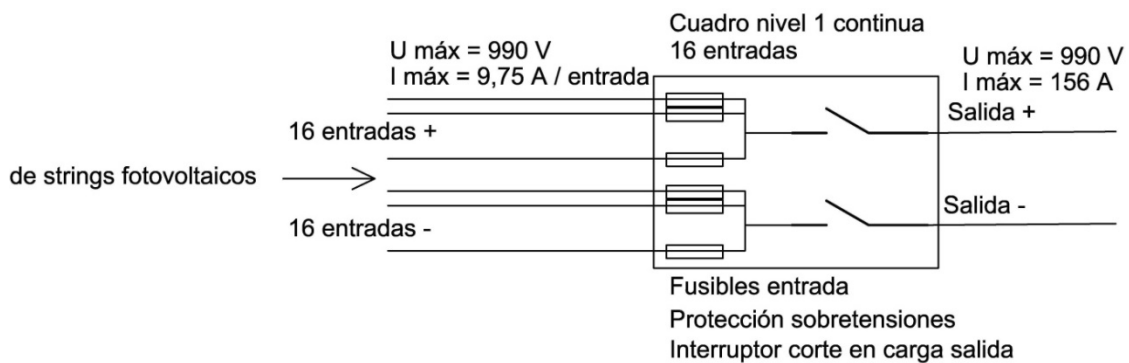 Cuadro nivel 1 continua
16 entradas
U máx = 990 V
I máx = 9,75 A / entrada
U máx = 990 V
I máx = 156 A
Salida +
16 entradas +
de strings fotovoltaicos
16 entradas -
Salida -
Fusibles entrada
Protección sobretensiones
Interruptor corte en carga salida